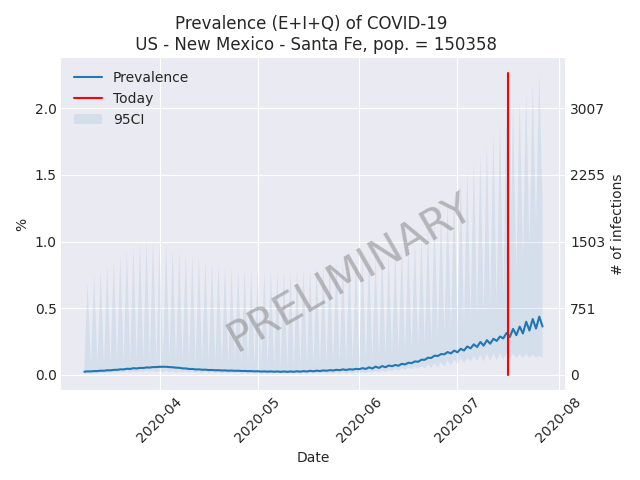 Prevalence (E+I+Q) of COVID-19
US - New Mexico - Santa Fe, pop. = 150358
Prevalence
Today
95CI
PRELIMINARY
%
2.0
1.5
1.0
0.5
0.0
3007
2255
1503
751
0
# of infections
2020-04
2020-05
2020-06
2020-07
2020-08
Date